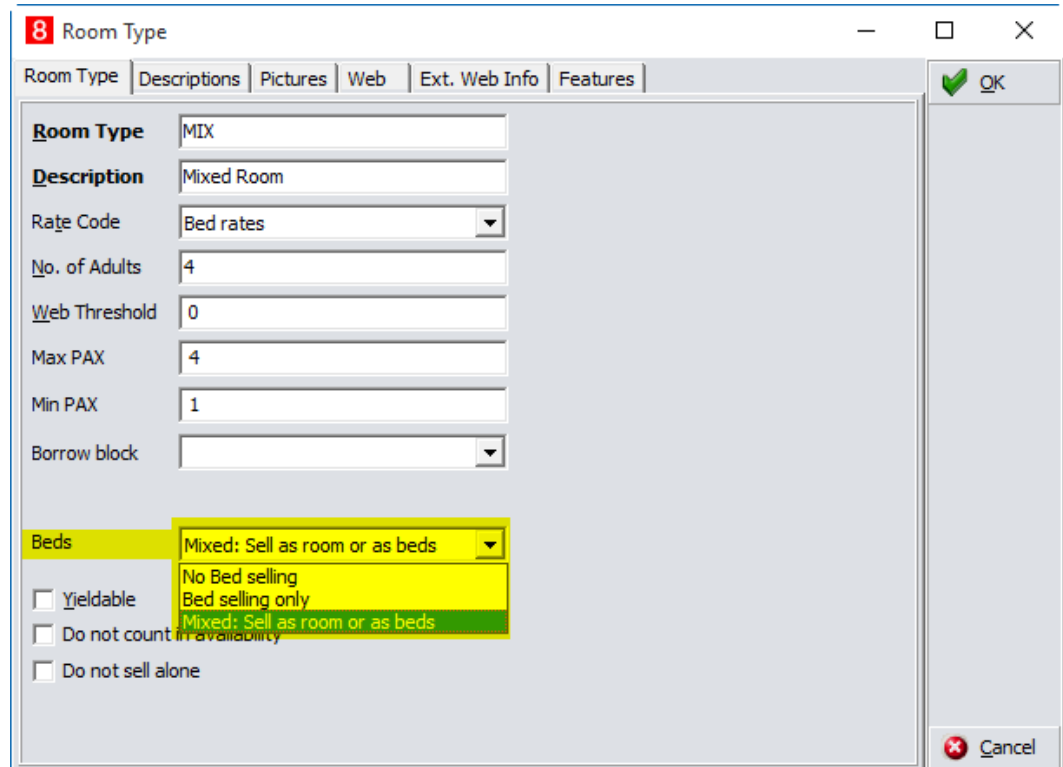 8 Room Type
Room Type Descriptions Pictures Web Ext. Web Info Features
OK
Room Type MIX
Description Mixed Room
Rate Code Bed rates
No. of Adults 4
Web Threshold 0
Max PAX 4
Min PAX 1
Borrow block
Beds Mixed: Sell as room or as beds
No Bed selling
Bed selling only
Mixed: Sell as room or as beds
Yieldable
Do not count in availability
Do not sell alone
Cancel